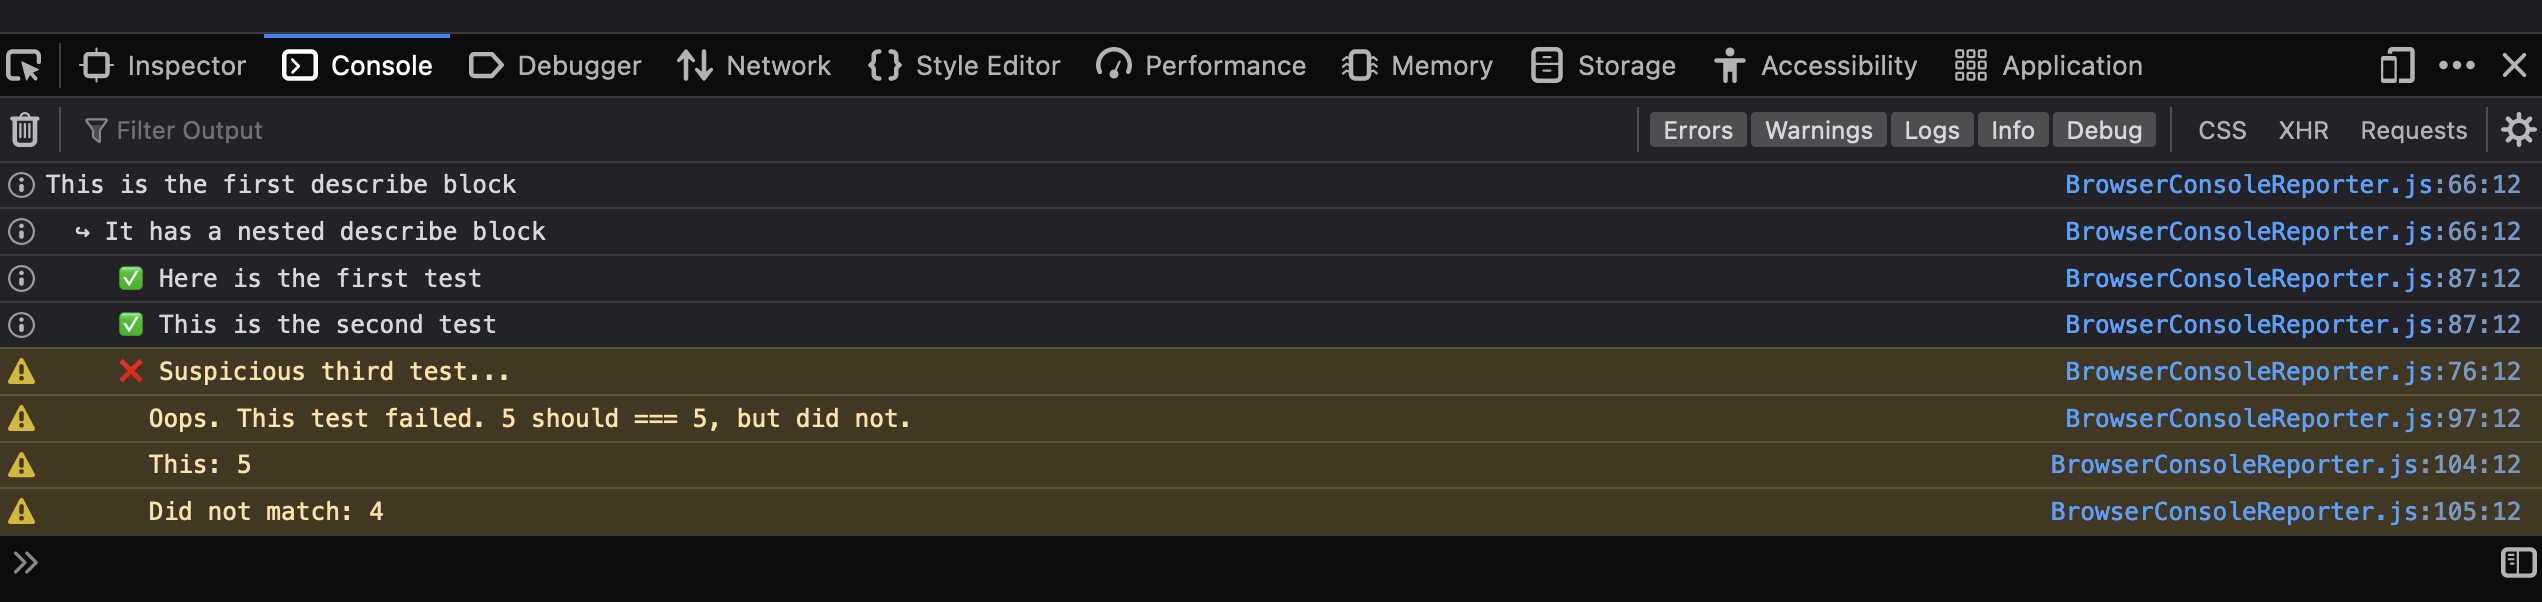 Inspector Console Debugger Network Style Editor Performance Memory Storage Accessibility Application
Filter Output Errors Warnings Logs Info Debug CSS XHR Requests
This is the first describe block BrowserConsoleReporter.js:66:12
↪ It has a nested describe block BrowserConsoleReporter.js:66:12
✅ Here is the first test BrowserConsoleReporter.js:87:12
✅ This is the second test BrowserConsoleReporter.js:87:12
❌ Suspicious third test... BrowserConsoleReporter.js:76:12
Oops. This test failed. 5 should === 5, but did not. BrowserConsoleReporter.js:97:12
This: 5 BrowserConsoleReporter.js:104:12
Did not match: 4 BrowserConsoleReporter.js:105:12